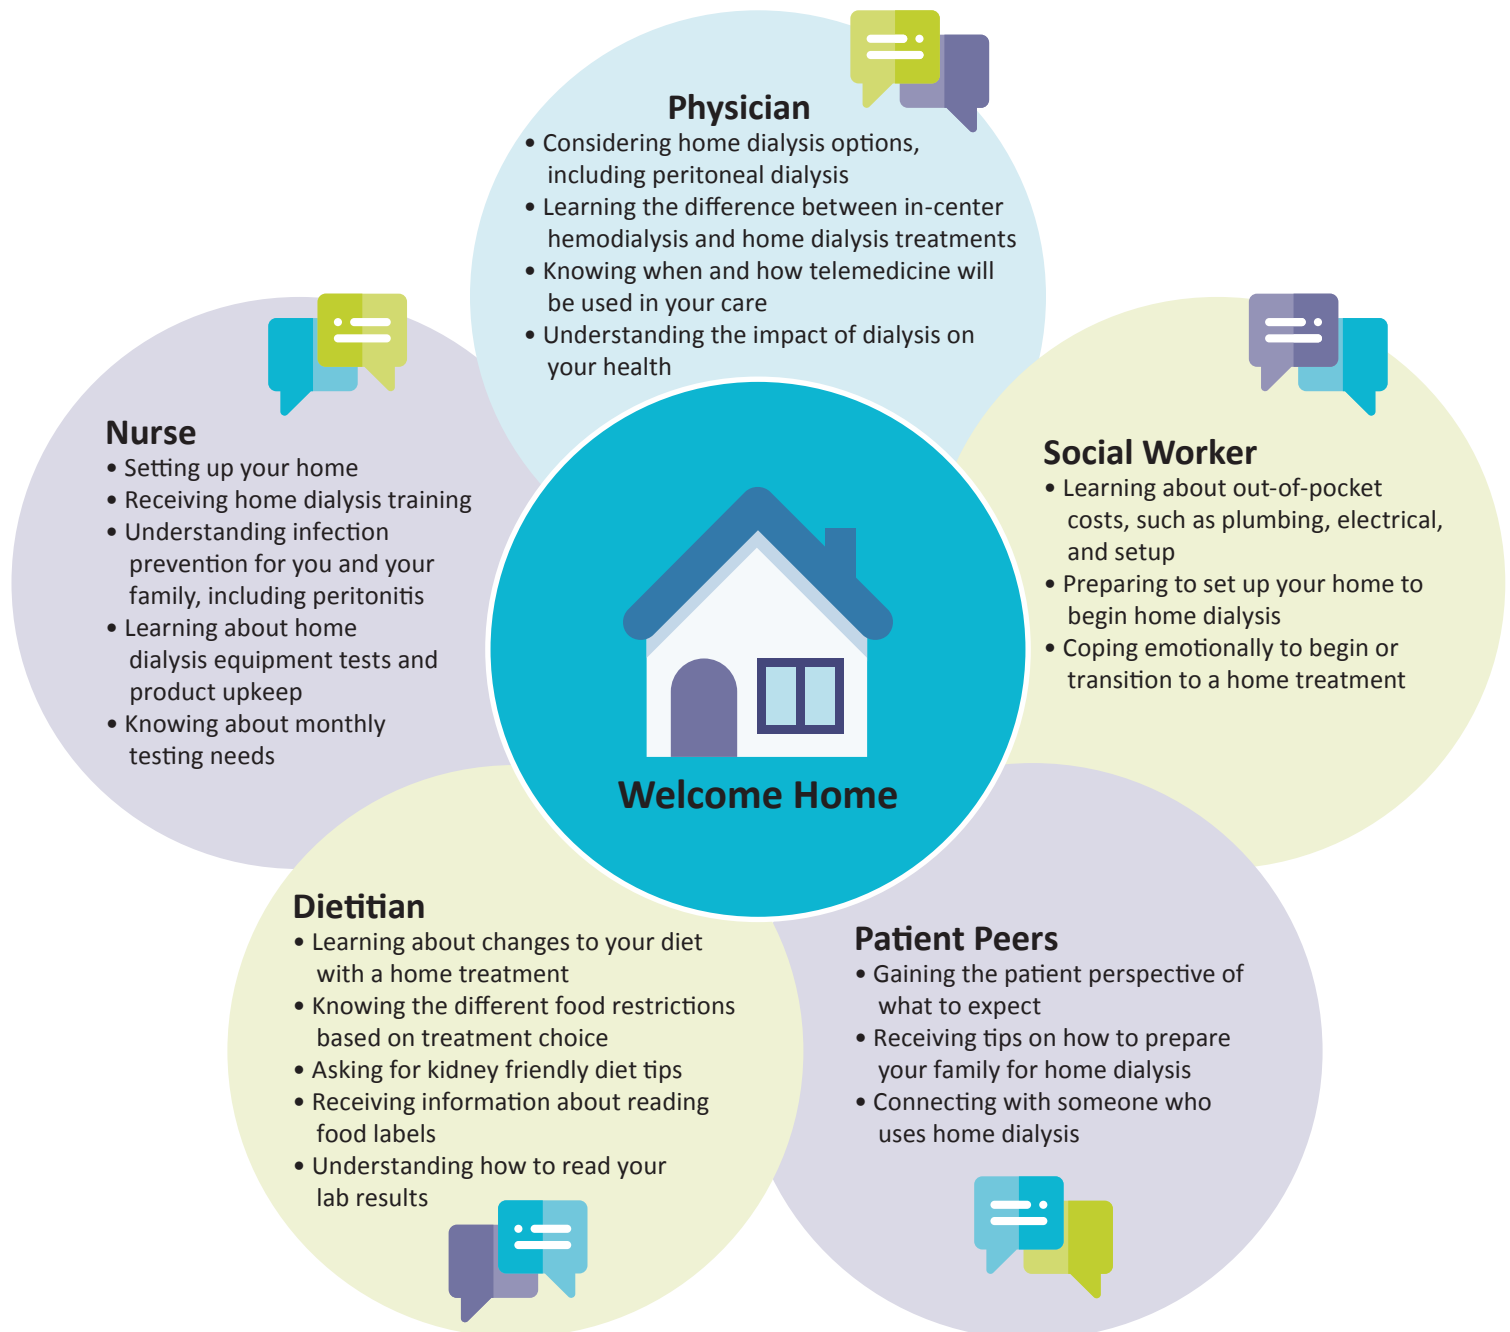 Physician
• Considering home dialysis options,
including peritoneal dialysis
• Learning the difference between in-center
hemodialysis and home dialysis treatments
• Knowing when and how telemedicine will
be used in your care
• Understanding the impact of dialysis on
your health
Nurse
• Setting up your home
• Receiving home dialysis training
• Understanding infection
prevention for you and your
family, including peritonitis
• Learning about home
dialysis equipment tests and
product upkeep
• Knowing about monthly
testing needs
Social Worker
• Learning about out-of-pocket
costs, such as plumbing, electrical,
and setup
• Preparing to set up your home to
begin home dialysis
• Coping emotionally to begin or
transition to a home treatment
Welcome Home
Dietitian
• Learning about changes to your diet
with a home treatment
• Knowing the different food restrictions
based on treatment choice
• Asking for kidney friendly diet tips
• Receiving information about reading
food labels
• Understanding how to read your
lab results
Patient Peers
• Gaining the patient perspective of
what to expect
• Receiving tips on how to prepare
your family for home dialysis
• Connecting with someone who
uses home dialysis